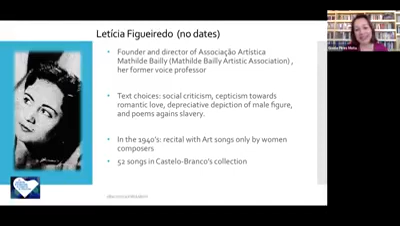 Letícia Figueiredo (no dates)
• Founder and director of Associação Artística
Mathilde Bailly (Mathilde Bailly Artistic Association) ,
her former voice professor
• Text choices: social criticism, cepticism towards
romantic love, depreciative depiction of male figure,
and poems agains slavery.
• In the 1940's: recital with Art songs only by women
composers
• 52 songs in Castelo-Branco's collection